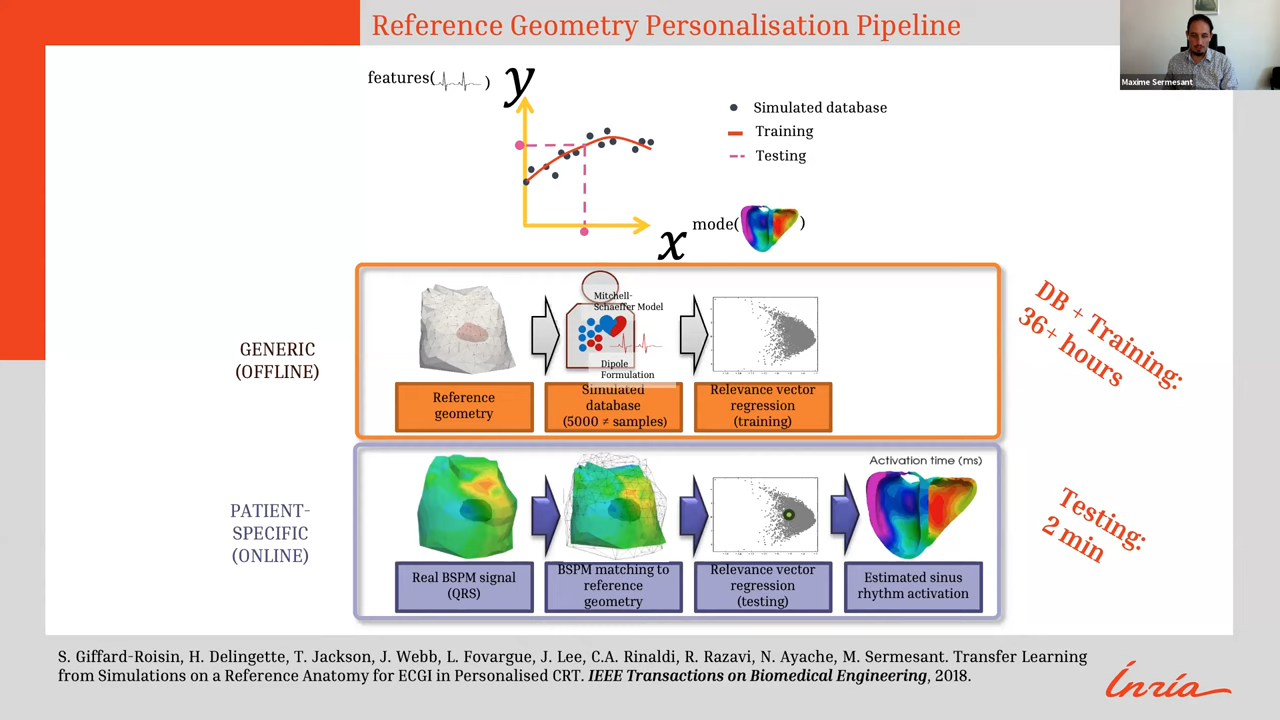 Reference Geometry Personalisation Pipeline
Maxime Sermesant
features( )
y
Simulated database
Training
Testing
x
mode( )
GENERIC
(OFFLINE)
Mitchell-
Schaeffer Model
Dipole
Formulation
Reference
geometry
Simulated
database
(5000 ≠ samples)
Relevance vector
regression
(training)
DB + Training:
36+ hours
PATIENT-
SPECIFIC
(ONLINE)
Activation time (ms)
Real BSPM signal
(QRS)
BSPM matching to
reference
geometry
Relevance vector
regression
(testing)
Estimated sinus
rhythm activation
Testing:
2 min
S. Giffard-Roisin, H. Delingette, T. Jackson, J. Webb, L. Fovargue, J. Lee, C.A. Rinaldi, R. Razavi, N. Ayache, M. Sermesant. Transfer Learning
from Simulations on a Reference Anatomy for ECGI in Personalised CRT. IEEE Transactions on Biomedical Engineering, 2018.
Inria